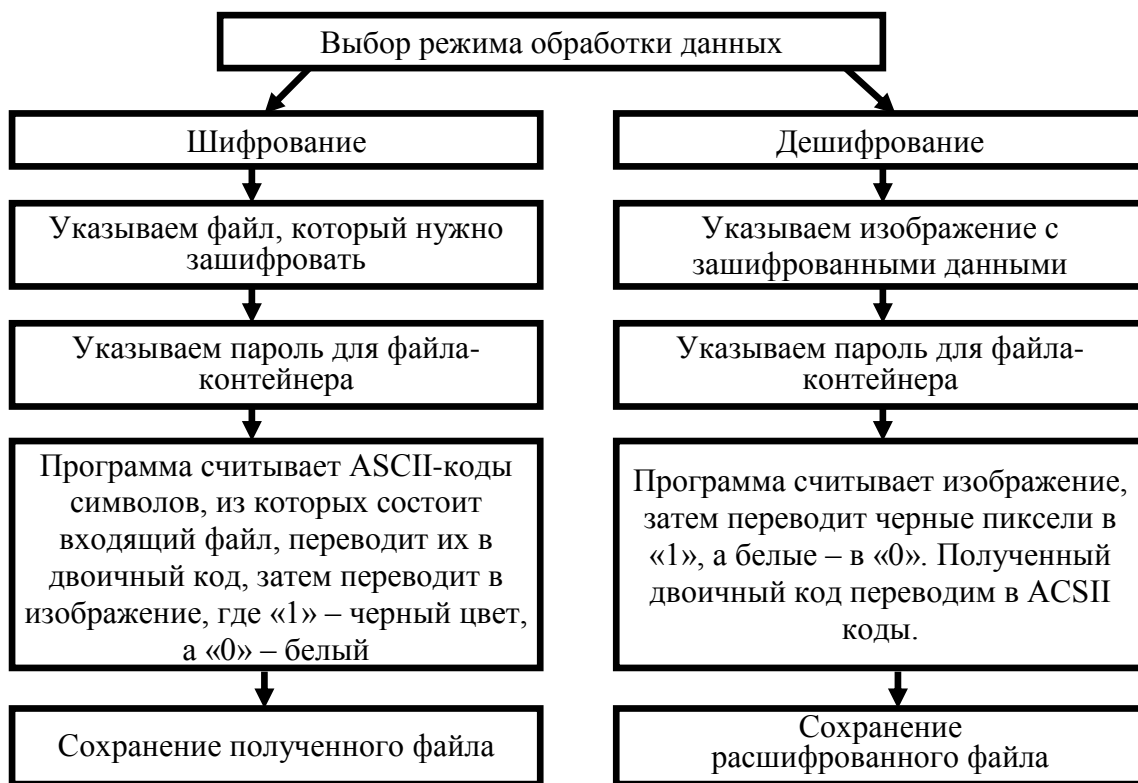 Выбор режима обработки данных
Шифрование
Указываем файл, который нужно
зашифровать
Указываем пароль для файла-
контейнера
Программа считывает ASCII-коды
символов, из которых состоит
входящий файл, переводит их в
двоичный код, затем переводит в
изображение, где «1» – черный цвет,
а «0» – белый
Сохранение полученного файла
Дешифрование
Указываем изображение с
зашифрованными данными
Указываем пароль для файла-
контейнера
Программа считывает изображение,
затем переводит черные пиксели в
«1», а белые – в «0». Полученный
двоичный код переводим в ACSII
коды.
Сохранение
расшифрованного файла